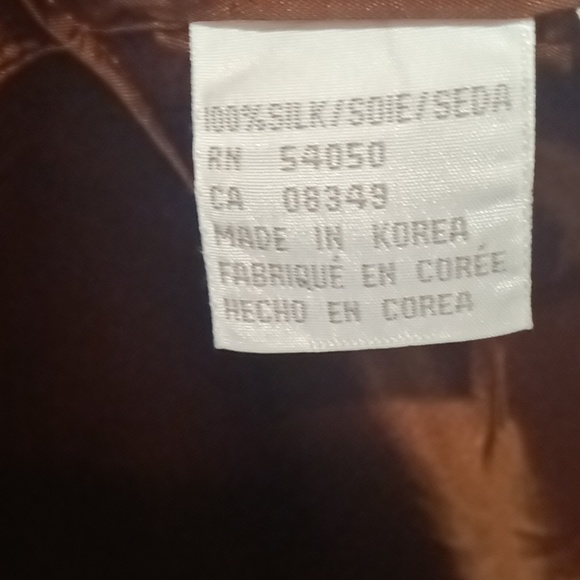 100%SILK/SOIE/SEDA
RN 54050
CA 08349
MADE IN KOREA
FABRIQUÉ EN CORÉE
HECHO EN COREA